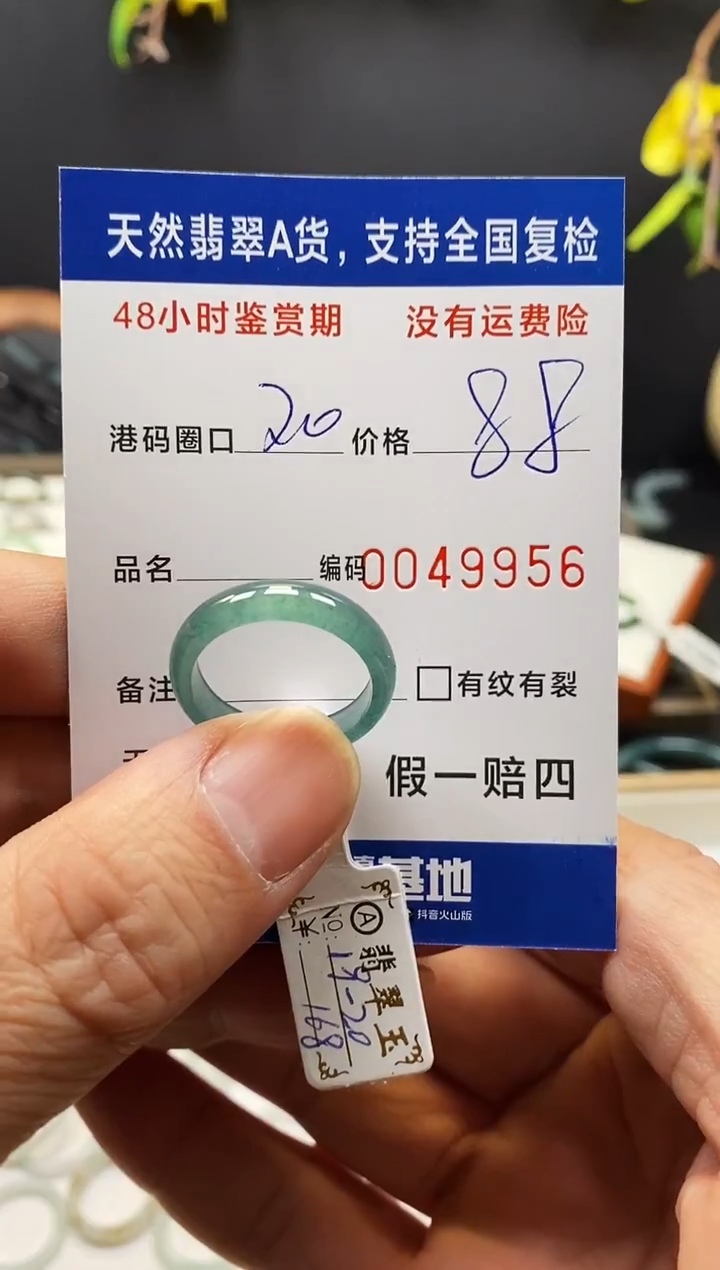 天然翡翠A货，支持全国复检
48小时鉴赏期 没有运费险
港码圈口 20 价格 88
品名 编码 0049956
备注 □有纹有裂
假一赔四
基地
抖音火山版
Ⓐ翡翠玉
NO: 19-20
168